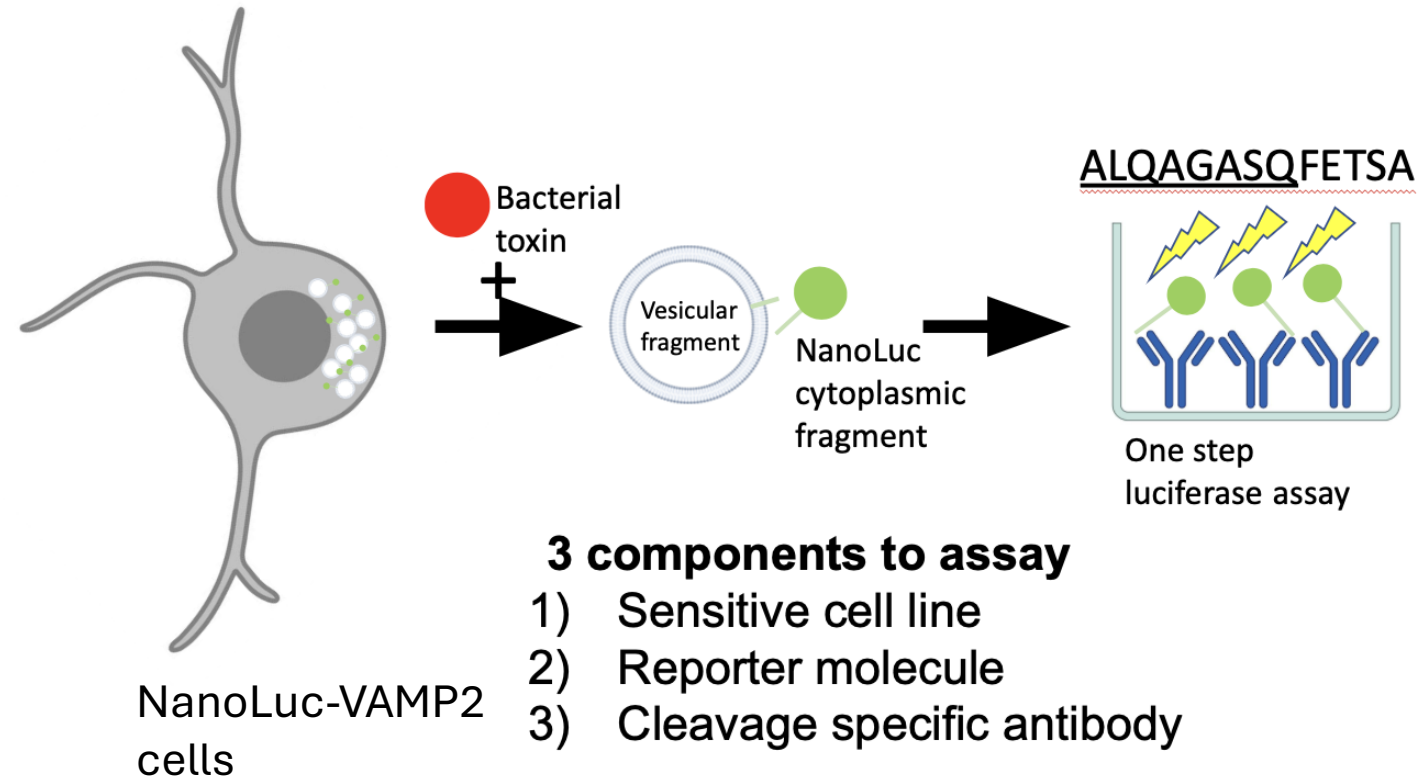 Bacterial
toxin
+
Vesicular
fragment
NanoLuc
cytoplasmic
fragment
ALQAGASQFETSA
One step
luciferase assay
3 components to assay
1) Sensitive cell line
2) Reporter molecule
3) Cleavage specific antibody
NanoLuc-VAMP2
cells